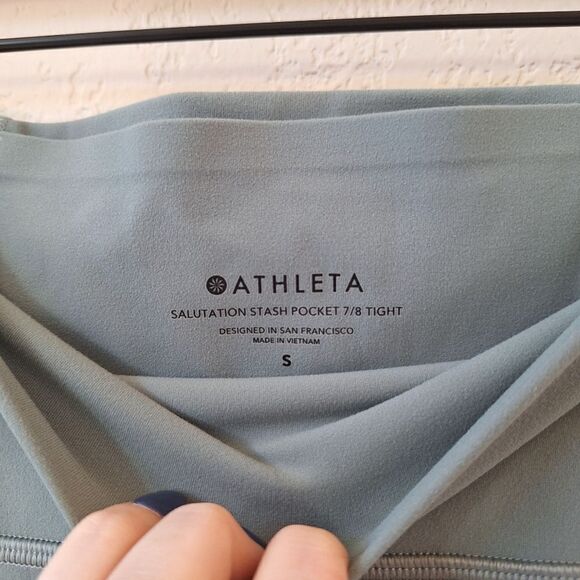 ATHLETA
SALUTATION STASH POCKET 7/8 TIGHT
DESIGNED IN SAN FRANCISCO
MADE IN VIETNAM
S